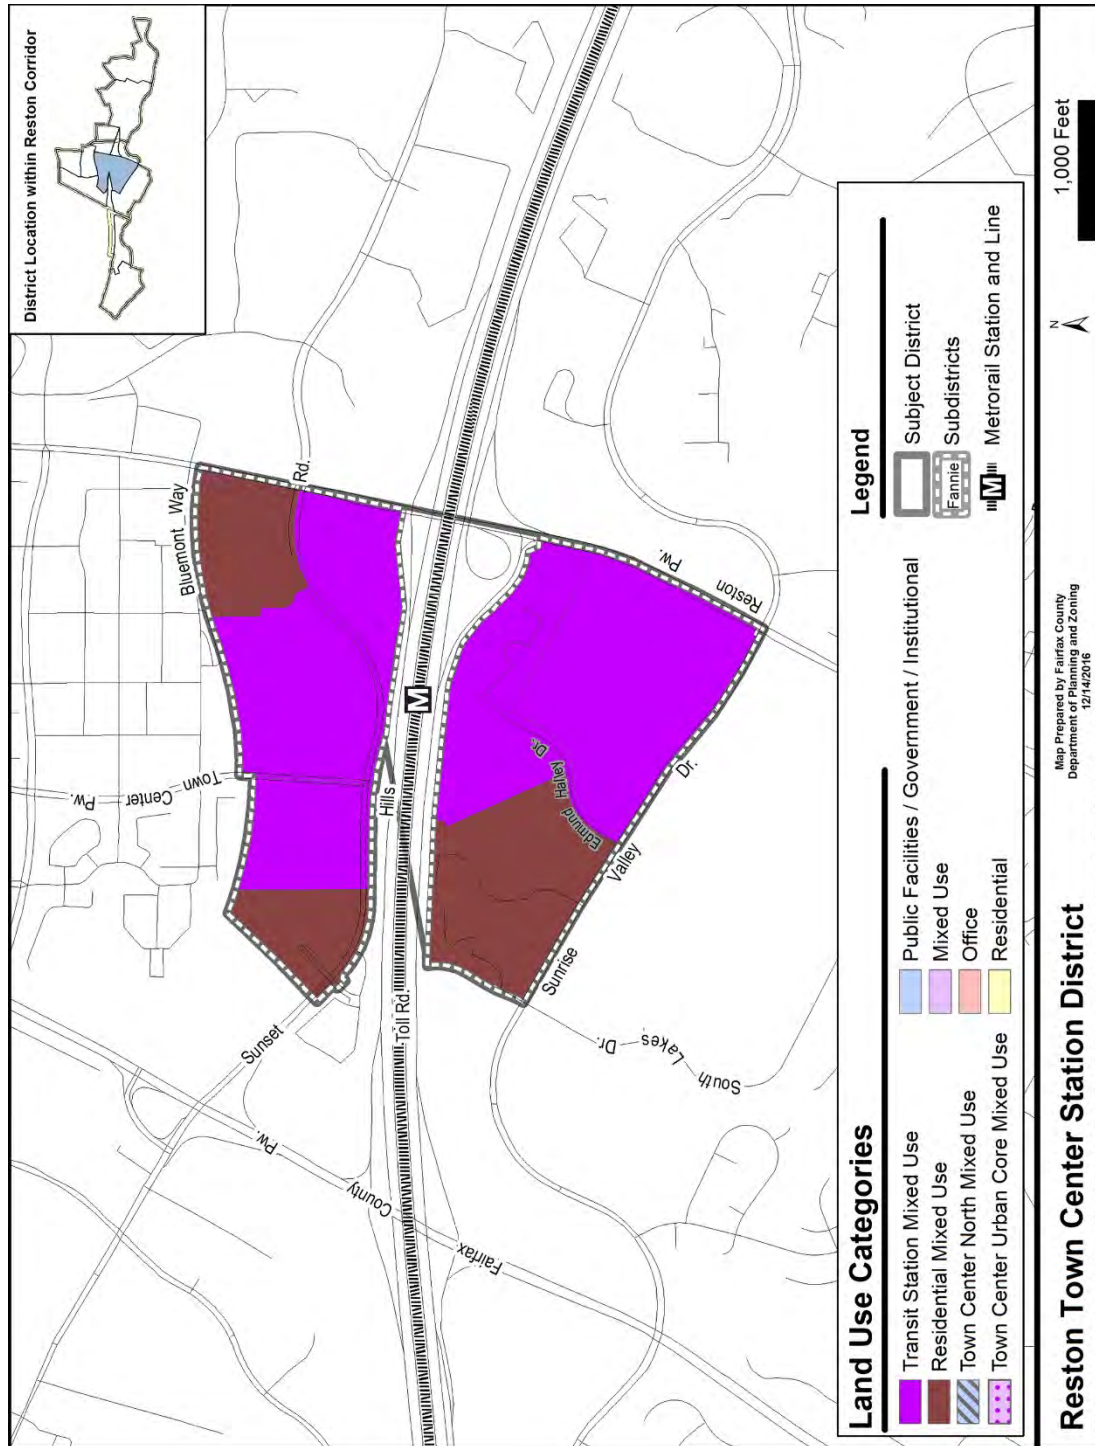 District Location within Reston Corridor
Bluemont Way
Rd.
Town Center Pw.
Sunset
Hills
Toll Rd.
Fairfax County Pw.
Edmund Halley Dr.
Reston Pw.
Sunrise Valley Dr.
South Lakes Dr.
M
Land Use Categories
Transit Station Mixed Use
Residential Mixed Use
Town Center North Mixed Use
Town Center Urban Core Mixed Use
Public Facilities / Government / Institutional
Mixed Use
Office
Residential
Legend
Subject District
Fannie Subdistricts
M Metrorail Station and Line
Reston Town Center Station District
Map Prepared by Fairfax County
Department of Planning and Zoning
12/14/2016
N
1,000 Feet